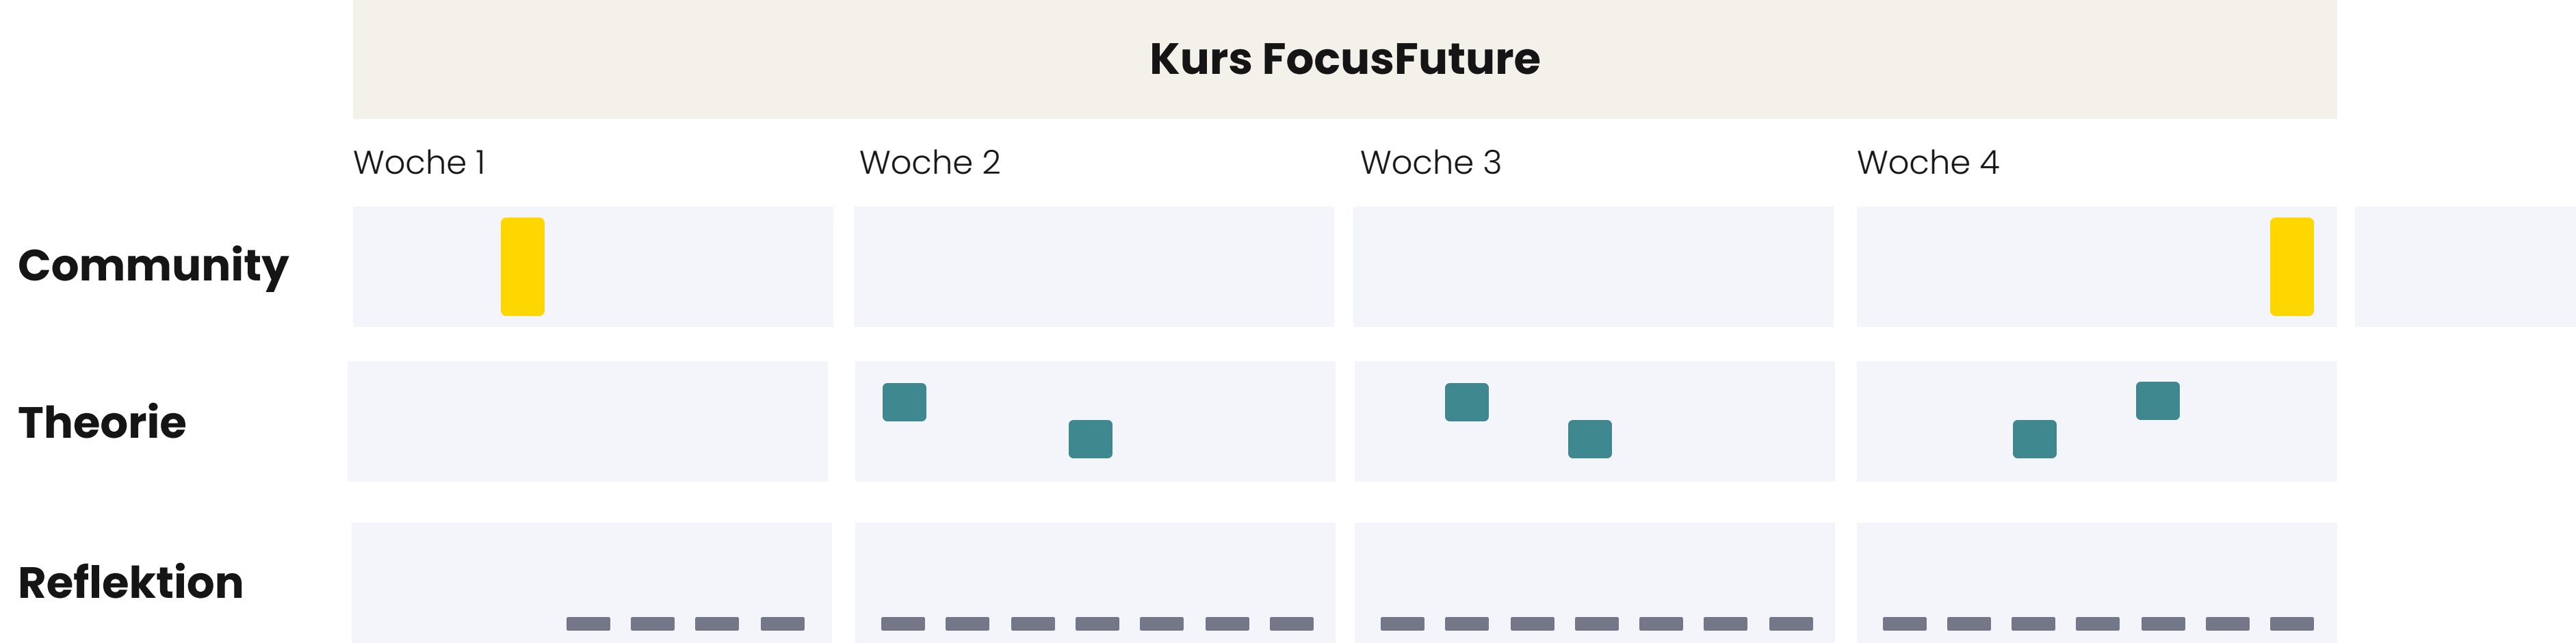 Kurs FocusFuture
Woche 1
Woche 2
Woche 3
Woche 4
Community
Theorie
Reflektion